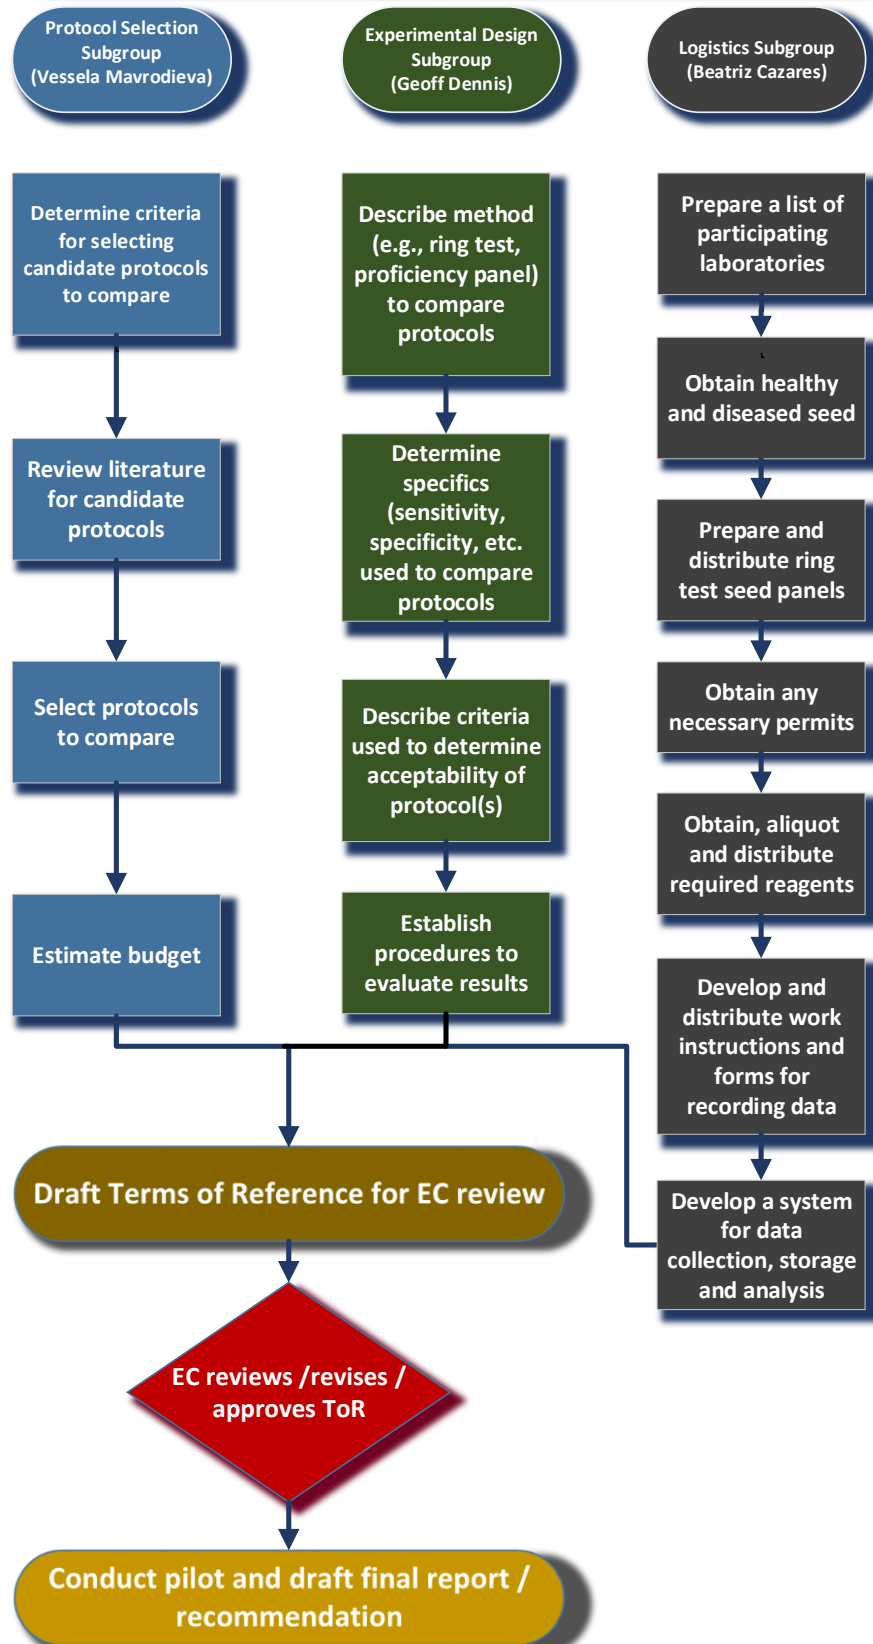 Protocol Selection
Subgroup
(Vessela Mavrodieva)
Experimental Design
Subgroup
(Geoff Dennis)
Logistics Subgroup
(Beatriz Cazares)
Determine criteria
for selecting
candidate protocols
to compare
Review literature
for candidate
protocols
Select protocols
to compare
Estimate budget
Describe method
(e.g., ring test,
proficiency panel)
to compare
protocols
Determine
specifics
(sensitivity,
specificity, etc.
used to compare
protocols
Describe criteria
used to determine
acceptability of
protocol(s)
Establish
procedures to
evaluate results
Prepare a list of
participating
laboratories
Obtain healthy
and diseased seed
Prepare and
distribute ring
test seed panels
Obtain any
necessary permits
Obtain, aliquot
and distribute
required reagents
Develop and
distribute work
instructions and
forms for
recording data
Develop a system
for data
collection, storage
and analysis
Draft Terms of Reference for EC review
EC reviews /revises /
approves ToR
Conduct pilot and draft final report /
recommendation